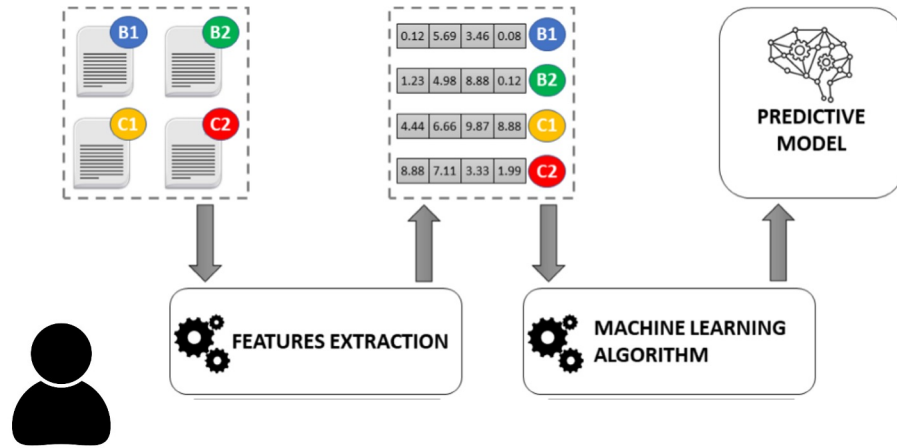 B1
B2
C1
C2
0.12 5.69 3.46 0.08 B1
1.23 4.98 8.88 0.12 B2
4.44 6.66 9.87 8.88 C1
8.88 7.11 3.33 1.99 C2
PREDICTIVE
MODEL
FEATURES EXTRACTION
MACHINE LEARNING
ALGORITHM